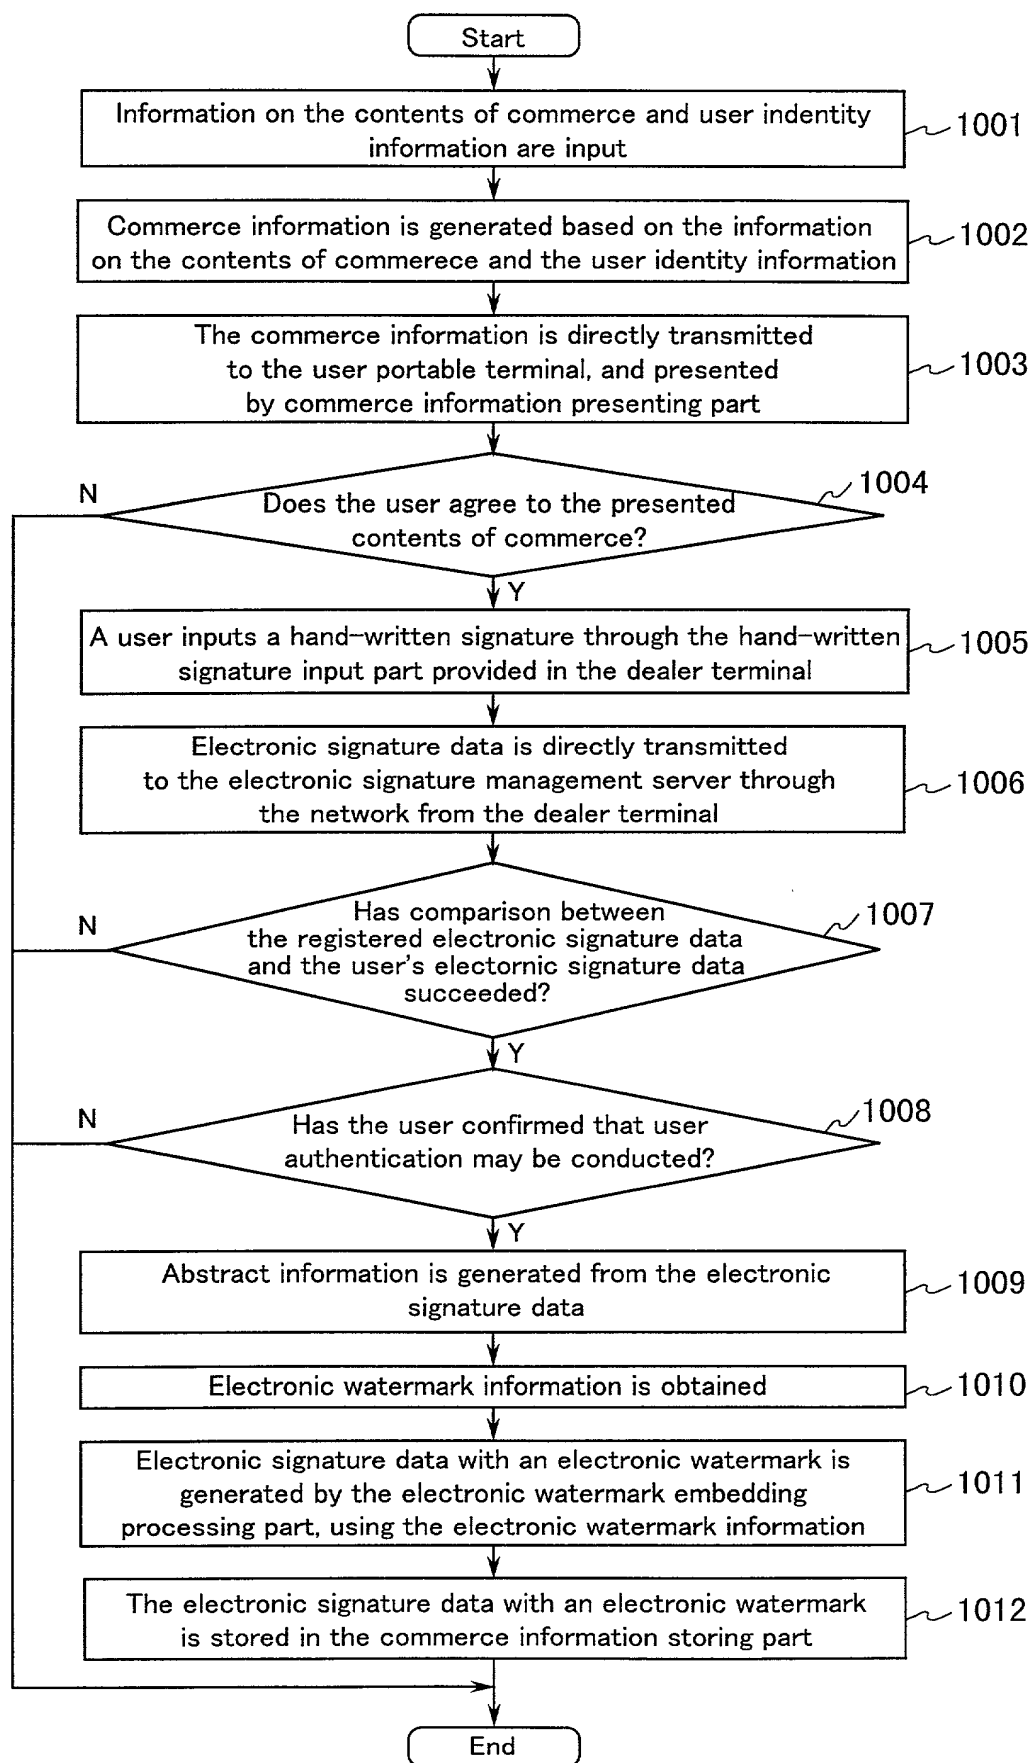 Start
Information on the contents of commerce and user indentity
information are input
1001
Commerce information is generated based on the information
on the contents of commerece and the user identity information
1002
The commerce information is directly transmitted
to the user portable terminal, and presented
by commerce information presenting part
1003
N
1004
Does the user agree to the presented
contents of commerce?
Y
A user inputs a hand-written signature through the hand-written
signature input part provided in the dealer terminal
1005
Electronic signature data is directly transmitted
to the electronic signature management server through
the network from the dealer terminal
1006
N
1007
Has comparison between
the registered electronic signature data
and the user's electornic signature data
succeeded?
Y
N
1008
Has the user confirmed that user
authentication may be conducted?
Y
Abstract information is generated from the electronic
signature data
1009
Electronic watermark information is obtained
1010
Electronic signature data with an electronic watermark is
generated by the electronic watermark embedding
processing part, using the electronic watermark information
1011
The electronic signature data with an electronic watermark
is stored in the commerce information storing part
1012
End